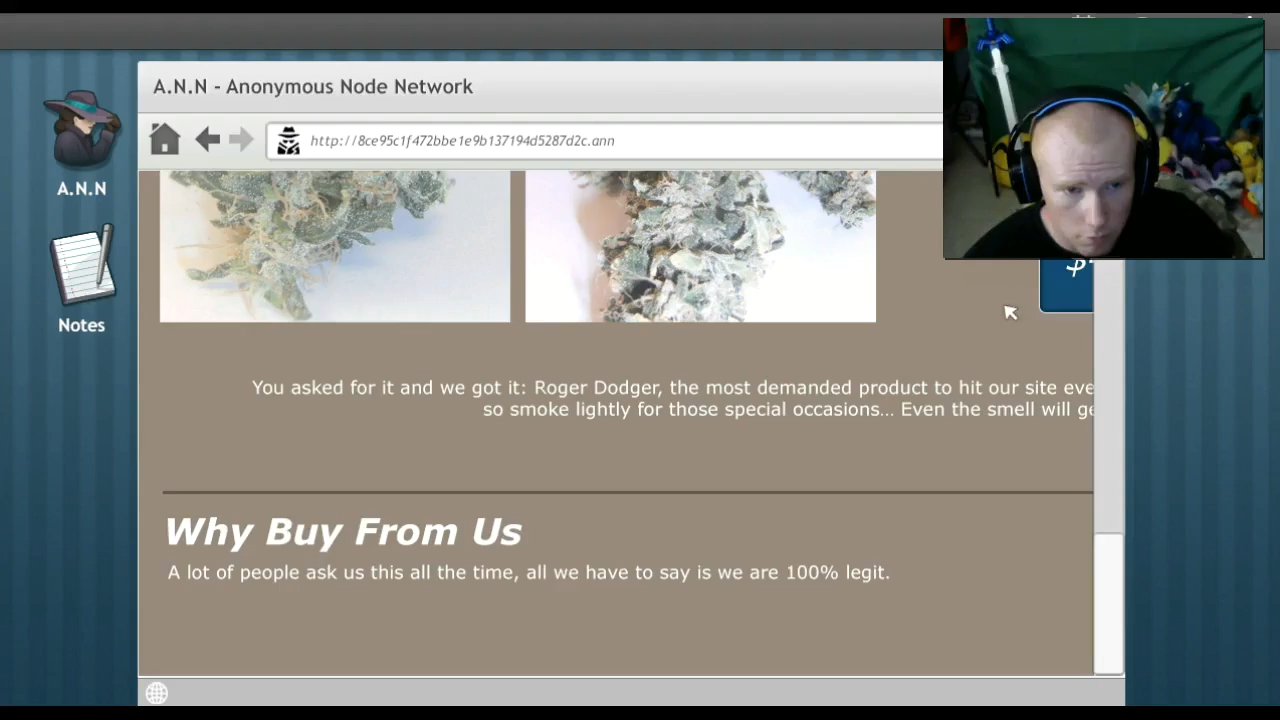 A.N.N - Anonymous Node Network
http://8ce95c1f472bbe1e9b137194d5287d2c.ann
A.N.N
Notes
$
You asked for it and we got it: Roger Dodger, the most demanded product to hit our site eve
so smoke lightly for those special occasions... Even the smell will ge
Why Buy From Us
A lot of people ask us this all the time, all we have to say is we are 100% legit.